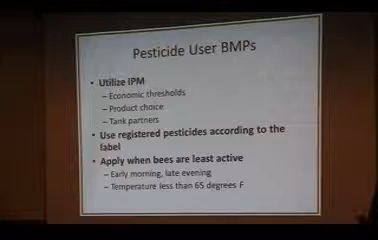 Pesticide User BMPs
• Utilize IPM
– Economic thresholds
– Product choice
– Tank partners
• Use registered pesticides according to the
label
• Apply when bees are least active
– Early morning, late evening
– Temperature less than 65 degrees F